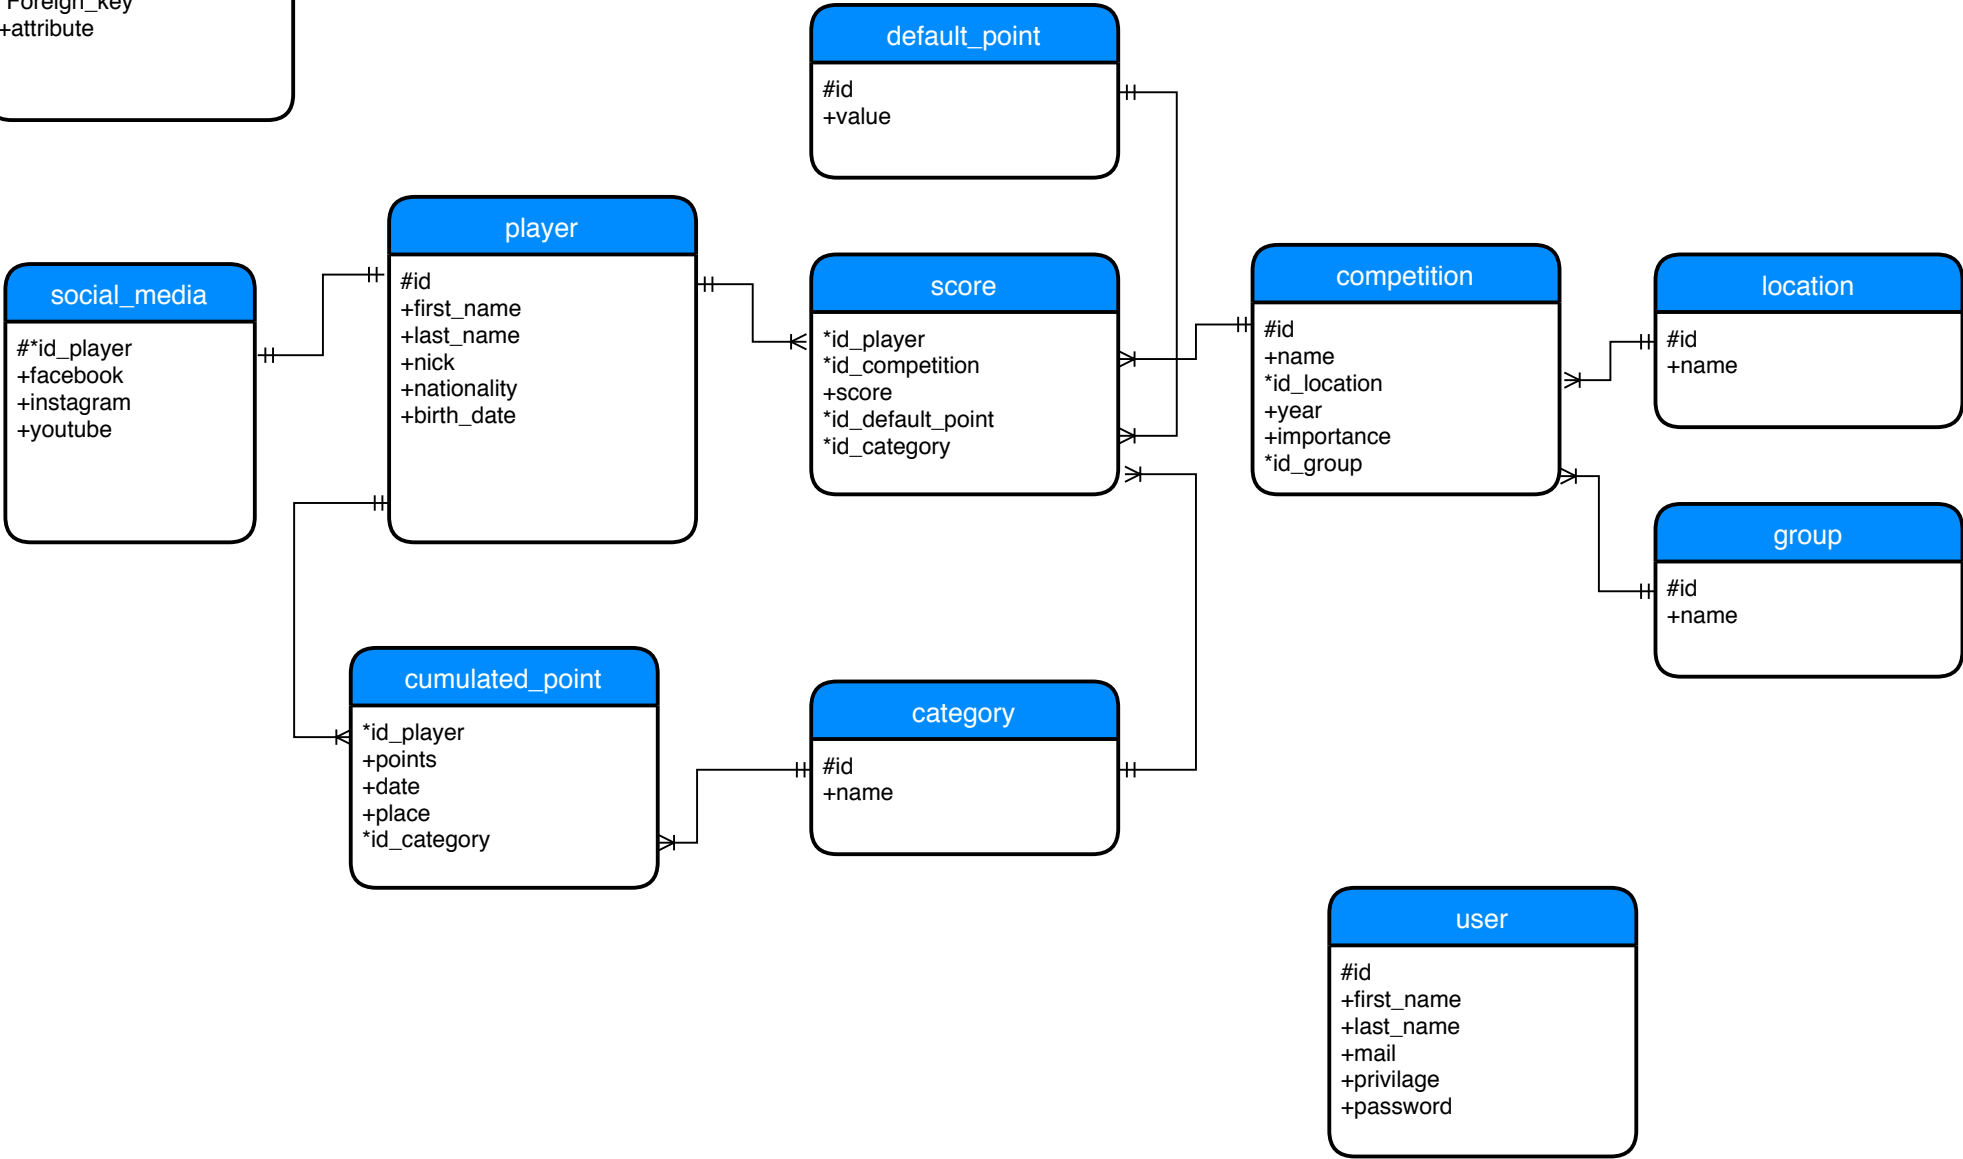 Foreign_key
+attribute
default_point
#id
+value
player
#id
+first_name
+last_name
+nick
+nationality
+birth_date
social_media
#*id_player
+facebook
+instagram
+youtube
score
*id_player
*id_competition
+score
*id_default_point
*id_category
competition
#id
+name
*id_location
+year
+importance
*id_group
location
#id
+name
group
#id
+name
cumulated_point
*id_player
+points
+date
+place
*id_category
category
#id
+name
user
#id
+first_name
+last_name
+mail
+privilage
+password